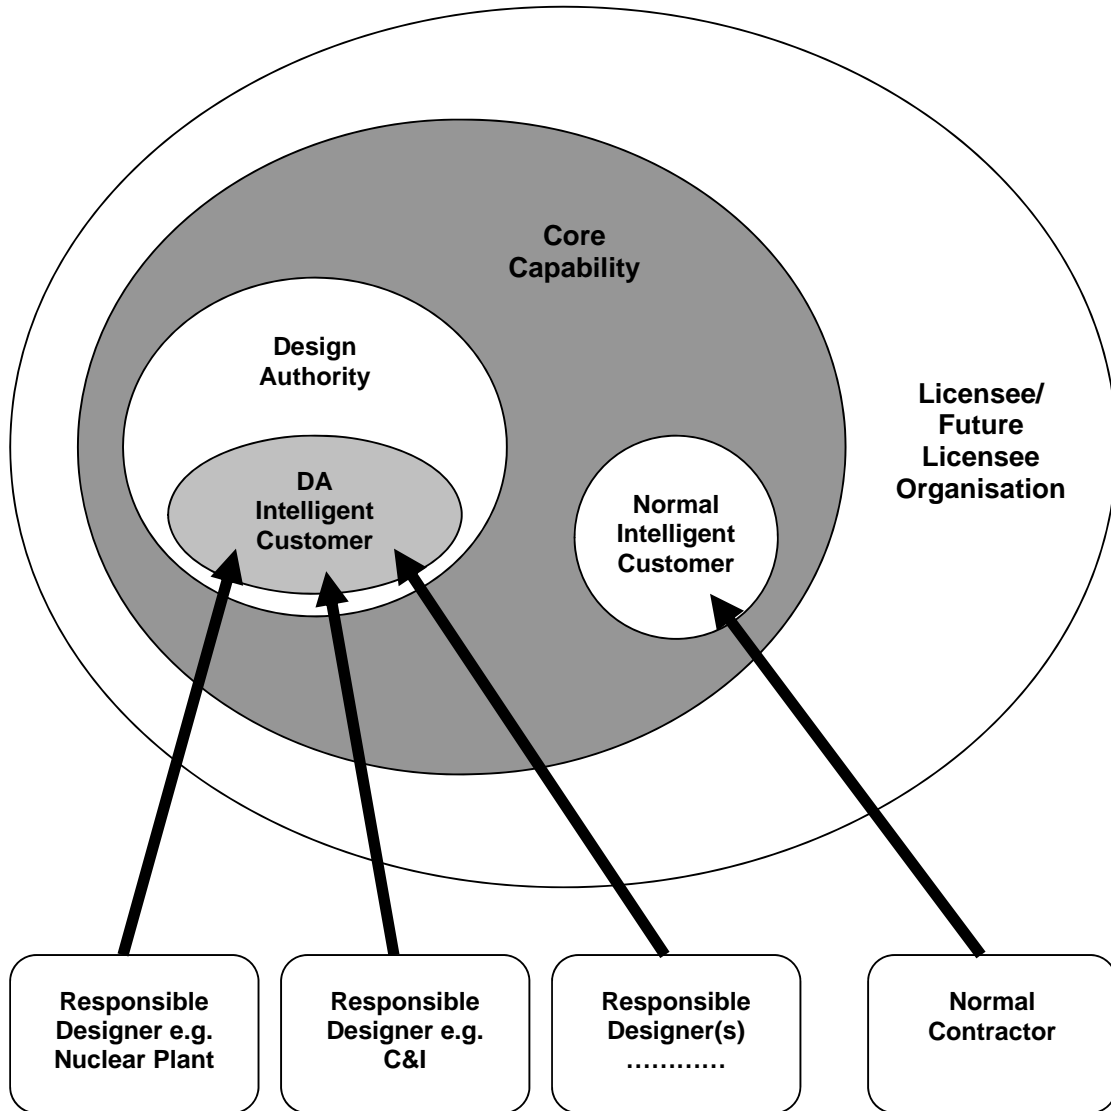 Core
Capability
Design
Authority
Licensee/
Future
Licensee
Organisation
DA
Intelligent
Customer
Normal
Intelligent
Customer
Responsible
Designer e.g.
Nuclear Plant
Responsible
Designer e.g.
C&I
Responsible
Designer(s)
............
Normal
Contractor